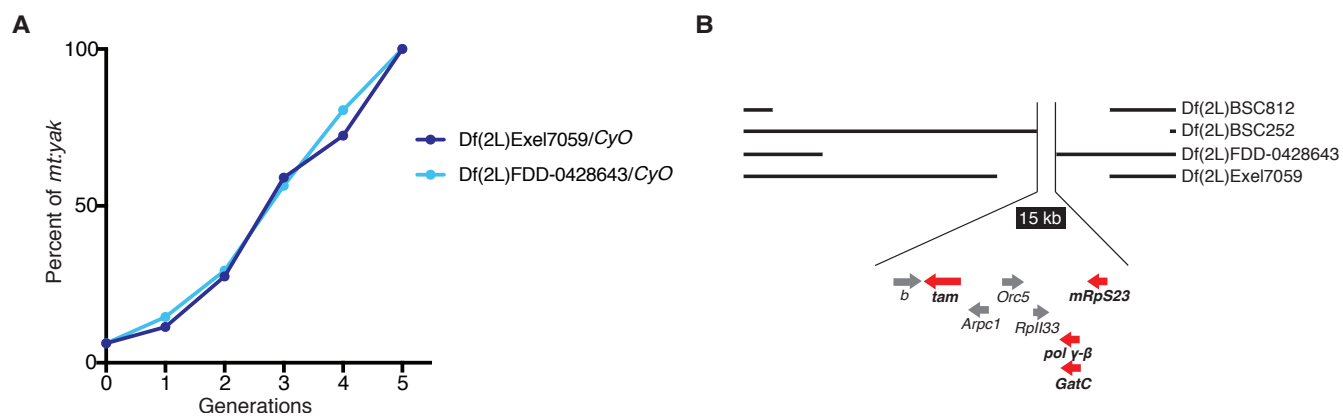 A
100
50
0
Percent of mt:yak
0 1 2 3 4 5
Generations
Df(2L)Exel7059/CyO
Df(2L)FDD-0428643/CyO
B
Df(2L)BSC812
Df(2L)BSC252
Df(2L)FDD-0428643
Df(2L)Exel7059
15 kb
b
tam
Arpc1
Orc5
RpII33
mRpS23
pol γ-β
GatC